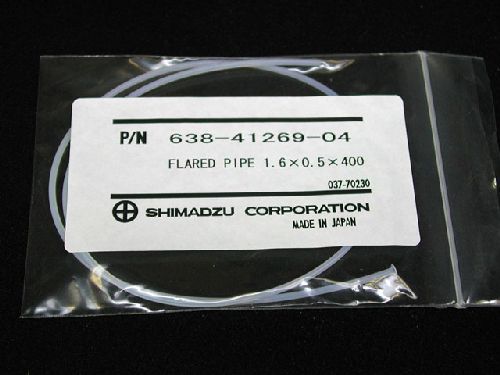 P/N 638-41269-04
FLARED PIPE 1.6×0.5×400
037-70230
SHIMADZU CORPORATION
MADE IN JAPAN